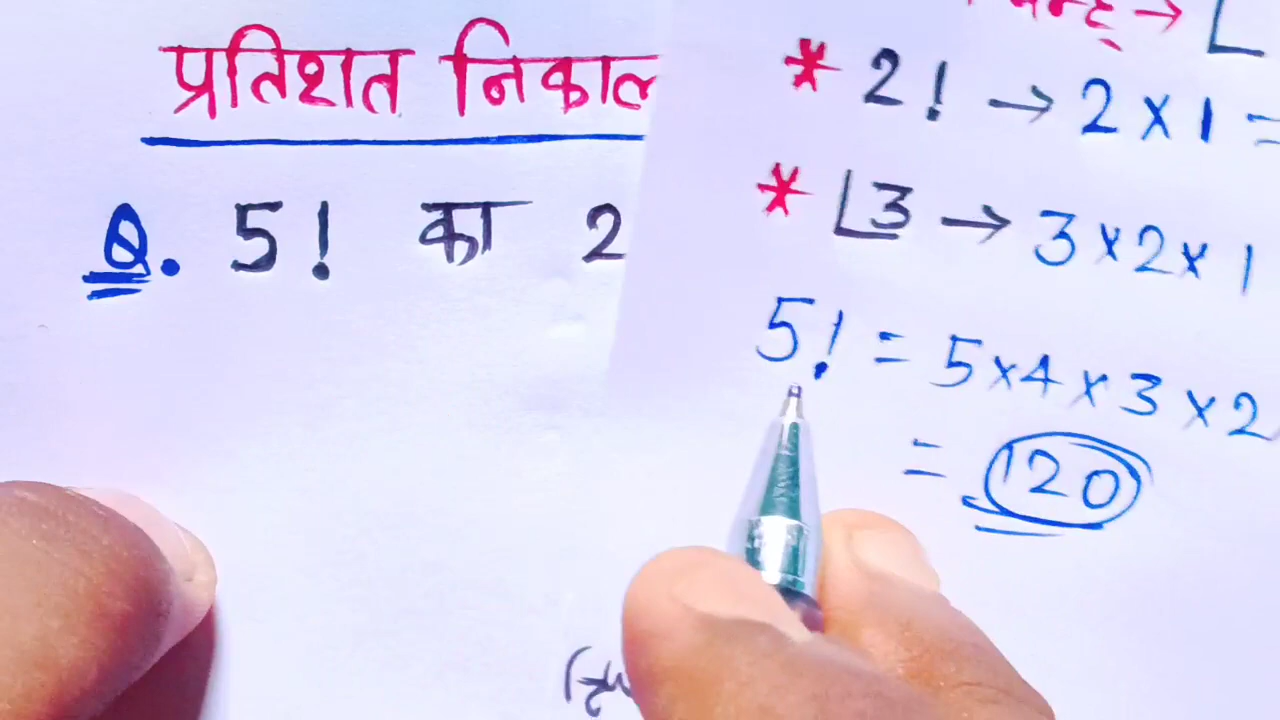 प्रतिशत निकाल
Q. 5! का 2
* 2! → 2 × 1 =
* ⌊3 → 3 × 2 × 1
5! = 5 × 4 × 3 × 2
= 120